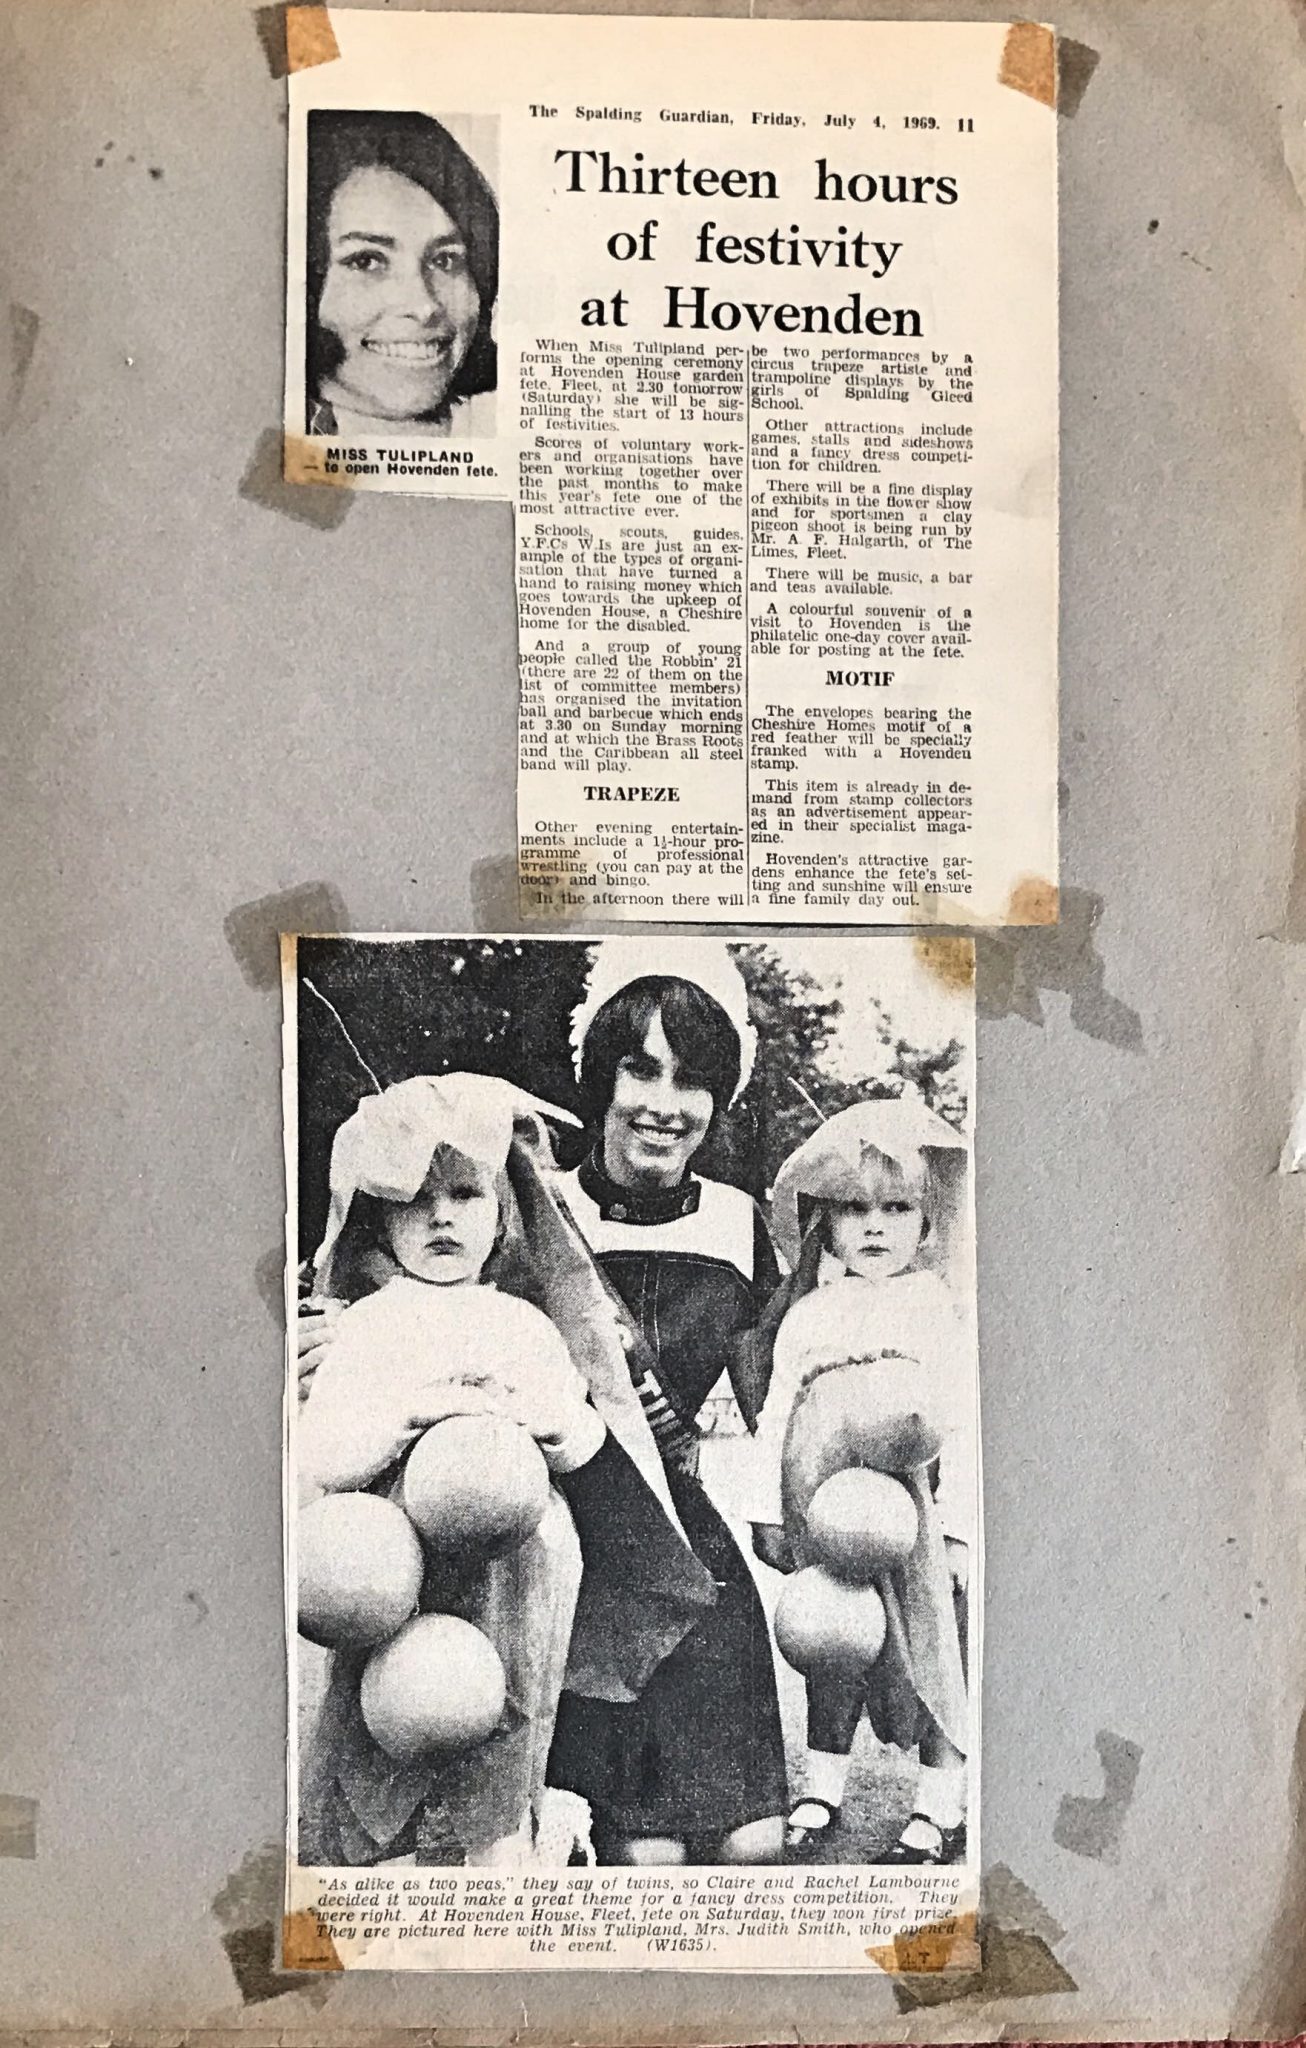 The Spalding Guardian, Friday, July 4, 1969. 11
Thirteen hours
of festivity
at Hovenden
MISS TULIPLAND
— to open Hovenden fete.
When Miss Tulipland per-
forms the opening ceremony
at Hovenden House garden
fete, Fleet, at 2.30 tomorrow
(Saturday) she will be sig-
nalling the start of 13 hours
of festivities.
Scores of voluntary work-
ers and organisations have
been working together over
the past months to make
this year's fete one of the
most attractive ever.
Schools, scouts, guides,
Y.F.Cs W.Is are just an ex-
ample of the types of organi-
sation that have turned a
hand to raising money which
goes towards the upkeep of
Hovenden House, a Cheshire
home for the disabled.
And a group of young
people called the Robbin' 21
(there are 22 of them on the
list of committee members)
has organised the invitation
ball and barbecue which ends
at 3.30 on Sunday morning
and at which the Brass Roots
and the Caribbean all steel
band will play.
TRAPEZE
Other evening entertain-
ments include a 1½-hour pro-
gramme of professional
wrestling (you can pay at the
door) and bingo.
In the afternoon there will
be two performances by a
circus trapeze artiste and
trampoline displays by the
girls of Spalding Gleed
School.
Other attractions include
games, stalls and sideshows
and a fancy dress competi-
tion for children.
There will be a fine display
of exhibits in the flower show
and for sportsmen a clay
pigeon shoot is being run by
Mr. A. F. Halgarth, of The
Limes, Fleet.
There will be music, a bar
and teas available.
A colourful souvenir of a
visit to Hovenden is the
philatelic one-day cover avail-
able for posting at the fete.
MOTIF
The envelopes bearing the
Cheshire Homes motif of a
red feather will be specially
franked with a Hovenden
stamp.
This item is already in de-
mand from stamp collectors
as an advertisement appear-
ed in their specialist maga-
zine.
Hovenden's attractive gar-
dens enhance the fete's set-
ting and sunshine will ensure
a fine family day out.
"As alike as two peas," they say of twins, so Claire and Rachel Lambourne
decided it would make a great theme for a fancy dress competition. They
were right. At Hovenden House, Fleet, fete on Saturday, they won first prize.
They are pictured here with Miss Tulipland, Mrs. Judith Smith, who opened
the event. (W1635).